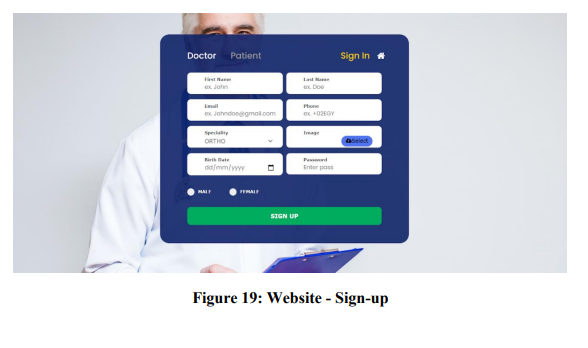 Doctor Patient Sign In
First Name Last Name
ex. John ex. Doe
Email Phone
ex. Johndoe@gmail.com ex. +02EGY
Speciality Image
ORTHO Select
Birth Date Password
dd/mm/yyyy Enter pass
MALE FYMALE
SIGN UP
Figure 19: Website - Sign-up